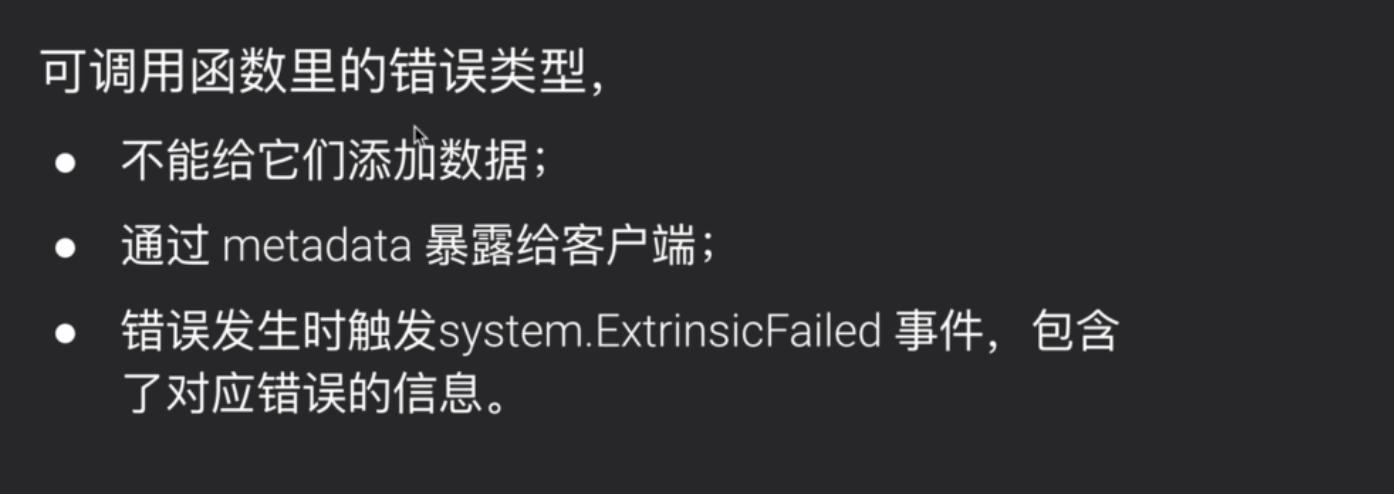 可调用函数里的错误类型，
● 不能给它们添加数据；
● 通过 metadata 暴露给客户端；
● 错误发生时触发system.ExtrinsicFailed 事件，包含
了对应错误的信息。